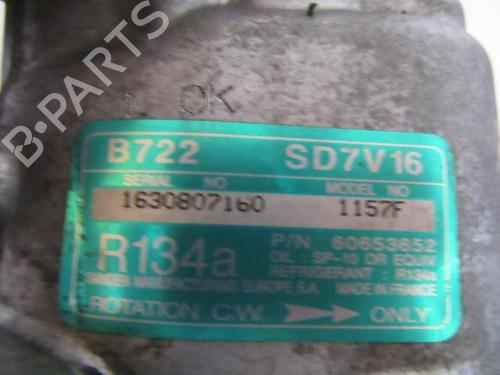 B-PARTS
L OK
B722 SD7V16
SERIAL NO MODEL NO
1630807160 1157F
R134a P/N 60653652
OIL : SP-10 OR EQUIV
REFRIGERANT : R134a
SANDEN MANUFACTURING EUROPE S.A. MADE IN FRANCE
ROTATION C.W. ONLY